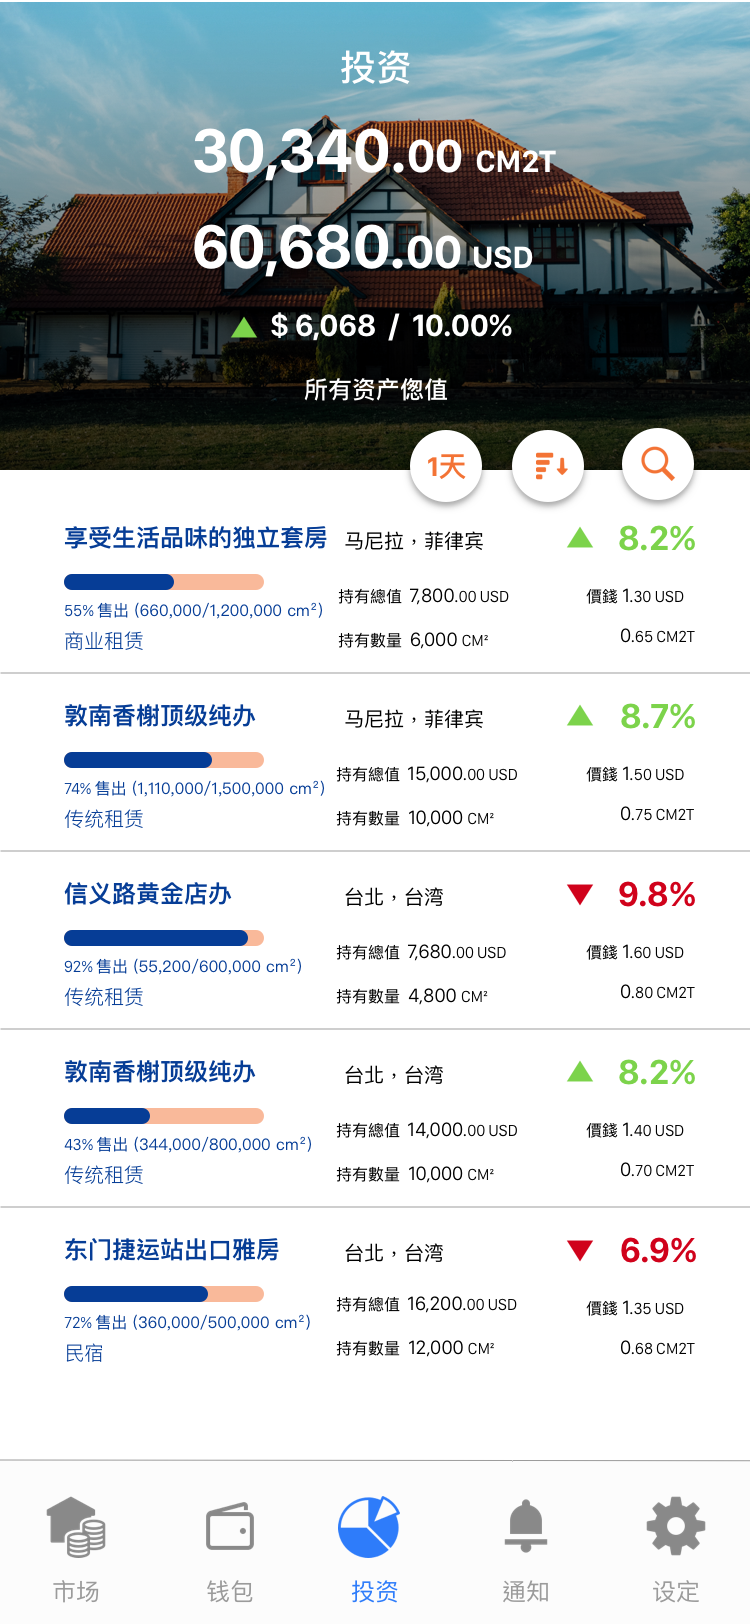 投资
30,340.00 CM2T
60,680.00 USD
$ 6,068 / 10.00%
所有资产偬值
1天
享受生活品味的独立套房 马尼拉，菲律宾 8.2%
持有總值 7,800.00 USD 價錢 1.30 USD
55% 售出 (660,000/1,200,000 cm²)
商业租赁 持有數量 6,000 CM² 0.65 CM2T
敦南香榭顶级纯办 马尼拉，菲律宾 8.7%
持有總值 15,000.00 USD 價錢 1.50 USD
74% 售出 (1,110,000/1,500,000 cm²)
传统租赁 持有數量 10,000 CM² 0.75 CM2T
信义路黄金店办 台北，台湾 9.8%
持有總值 7,680.00 USD 價錢 1.60 USD
92% 售出 (55,200/600,000 cm²)
传统租赁 持有數量 4,800 CM² 0.80 CM2T
敦南香榭顶级纯办 台北，台湾 8.2%
持有總值 14,000.00 USD 價錢 1.40 USD
43% 售出 (344,000/800,000 cm²)
传统租赁 持有數量 10,000 CM² 0.70 CM2T
东门捷运站出口雅房 台北，台湾 6.9%
持有總值 16,200.00 USD 價錢 1.35 USD
72% 售出 (360,000/500,000 cm²)
民宿 持有數量 12,000 CM² 0.68 CM2T
市场 钱包 投资 通知 设定